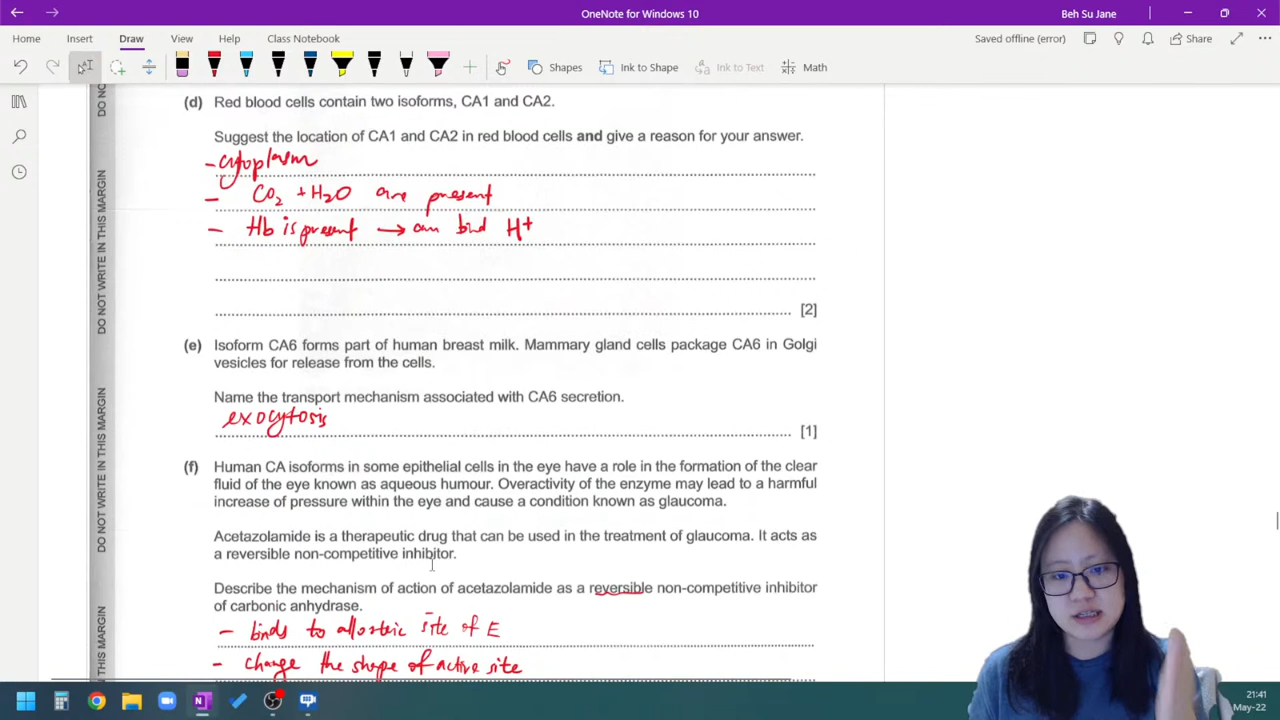 OneNote for Windows 10
Beh Su Jane
Home Insert Draw View Help Class Notebook
Saved offline (error) Share
Shapes Ink to Shape Ink to Text Math
DO NO
(d) Red blood cells contain two isoforms, CA1 and CA2.
Suggest the location of CA1 and CA2 in red blood cells and give a reason for your answer.
- cytoplasm
- CO2 + H2O are present
- Hb is present → can bind H+
[2]
DO NOT WRITE IN THIS MARGIN
(e) Isoform CA6 forms part of human breast milk. Mammary gland cells package CA6 in Golgi
vesicles for release from the cells.
Name the transport mechanism associated with CA6 secretion.
exocytosis
[1]
DO NOT WRITE IN THIS MARGIN
(f) Human CA isoforms in some epithelial cells in the eye have a role in the formation of the clear
fluid of the eye known as aqueous humour. Overactivity of the enzyme may lead to a harmful
increase of pressure within the eye and cause a condition known as glaucoma.
Acetazolamide is a therapeutic drug that can be used in the treatment of glaucoma. It acts as
a reversible non-competitive inhibitor.
Describe the mechanism of action of acetazolamide as a reversible non-competitive inhibitor
of carbonic anhydrase.
- binds to allosteric site of E
- change the shape of active site
THIS MARGIN
21:41
May-22